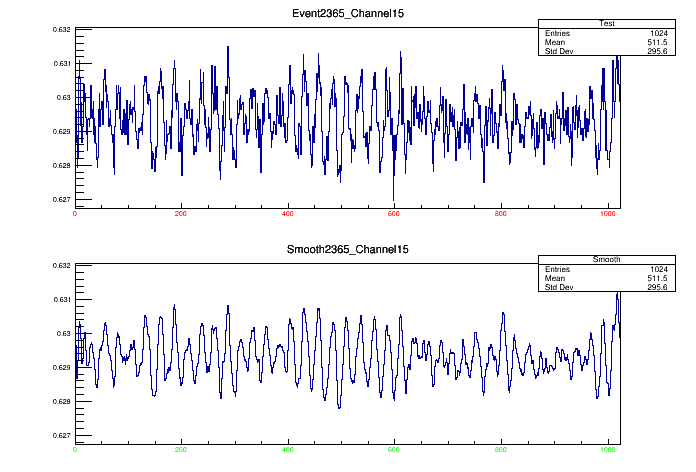 Event2365_Channel15
Test
Entries 1024
Mean 511.5
Std Dev 295.6
0.632
0.631
0.63
0.629
0.628
0.627
0 200 400 600 800 1000
Smooth2365_Channel15
Smooth
Entries 1024
Mean 511.5
Std Dev 295.6
0.632
0.631
0.63
0.629
0.628
0.627
0 200 400 600 800 1000